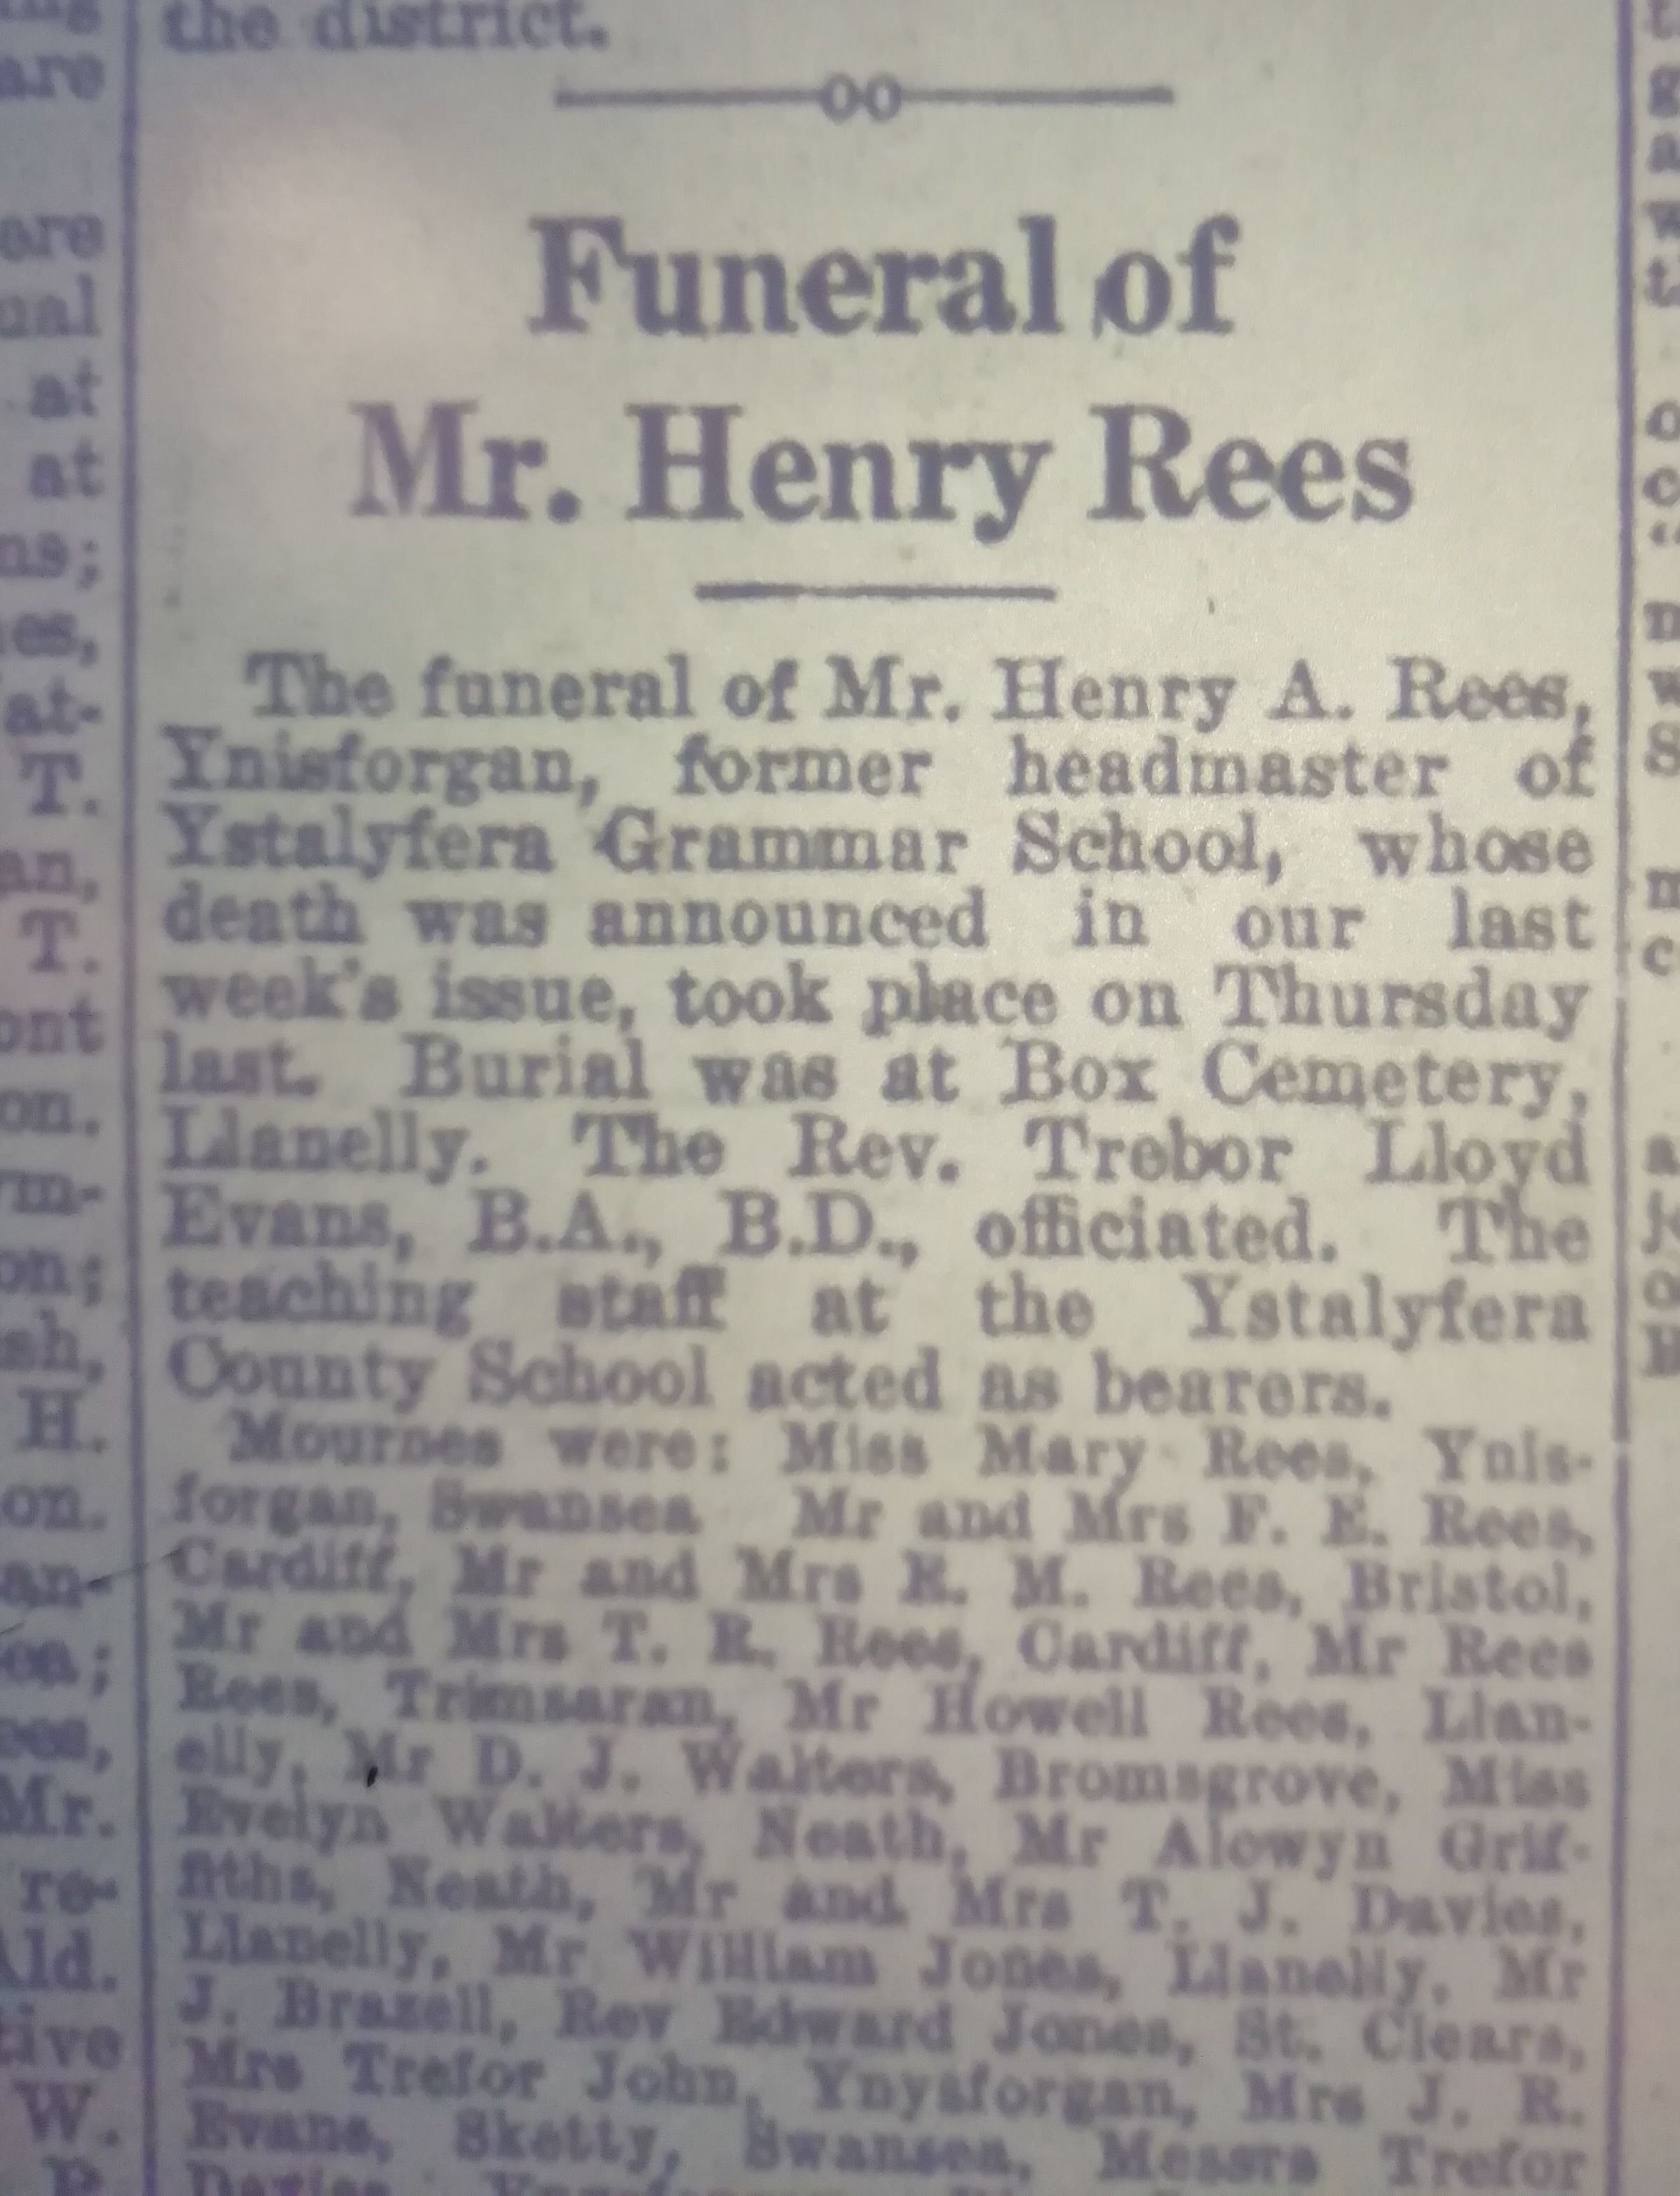 the district.
oo
Funeral of
Mr. Henry Rees
The funeral of Mr. Henry A. Rees,
Ynisforgan, former headmaster of
Ystalyfera Grammar School, whose
death was announced in our last
week's issue, took place on Thursday
last. Burial was at Box Cemetery,
Llanelly. The Rev. Trebor Lloyd
Evans, B.A., B.D., officiated. The
teaching staff at the Ystalyfera
County School acted as bearers.
Mournes were: Miss Mary Rees, Ynis-
forgan, Swansea Mr and Mrs F. E. Rees,
Cardiff, Mr and Mrs E. M. Rees, Bristol,
Mr and Mrs T. R. Rees, Cardiff, Mr Rees
Rees, Trimsaran, Mr Howell Rees, Llan-
elly, Mr D. J. Walters, Bromsgrove, Miss
Evelyn Walters, Neath, Mr Alowyn Grif-
fiths, Neath, Mr and Mrs T. J. Davies,
Llanelly, Mr William Jones, Llanelly, Mr
J. Brazell, Rev Edward Jones, St. Clears,
Mrs Trefor John, Ynysforgan, Mrs J. R.
Evans, Sketty, Swansea, Messrs Trefor